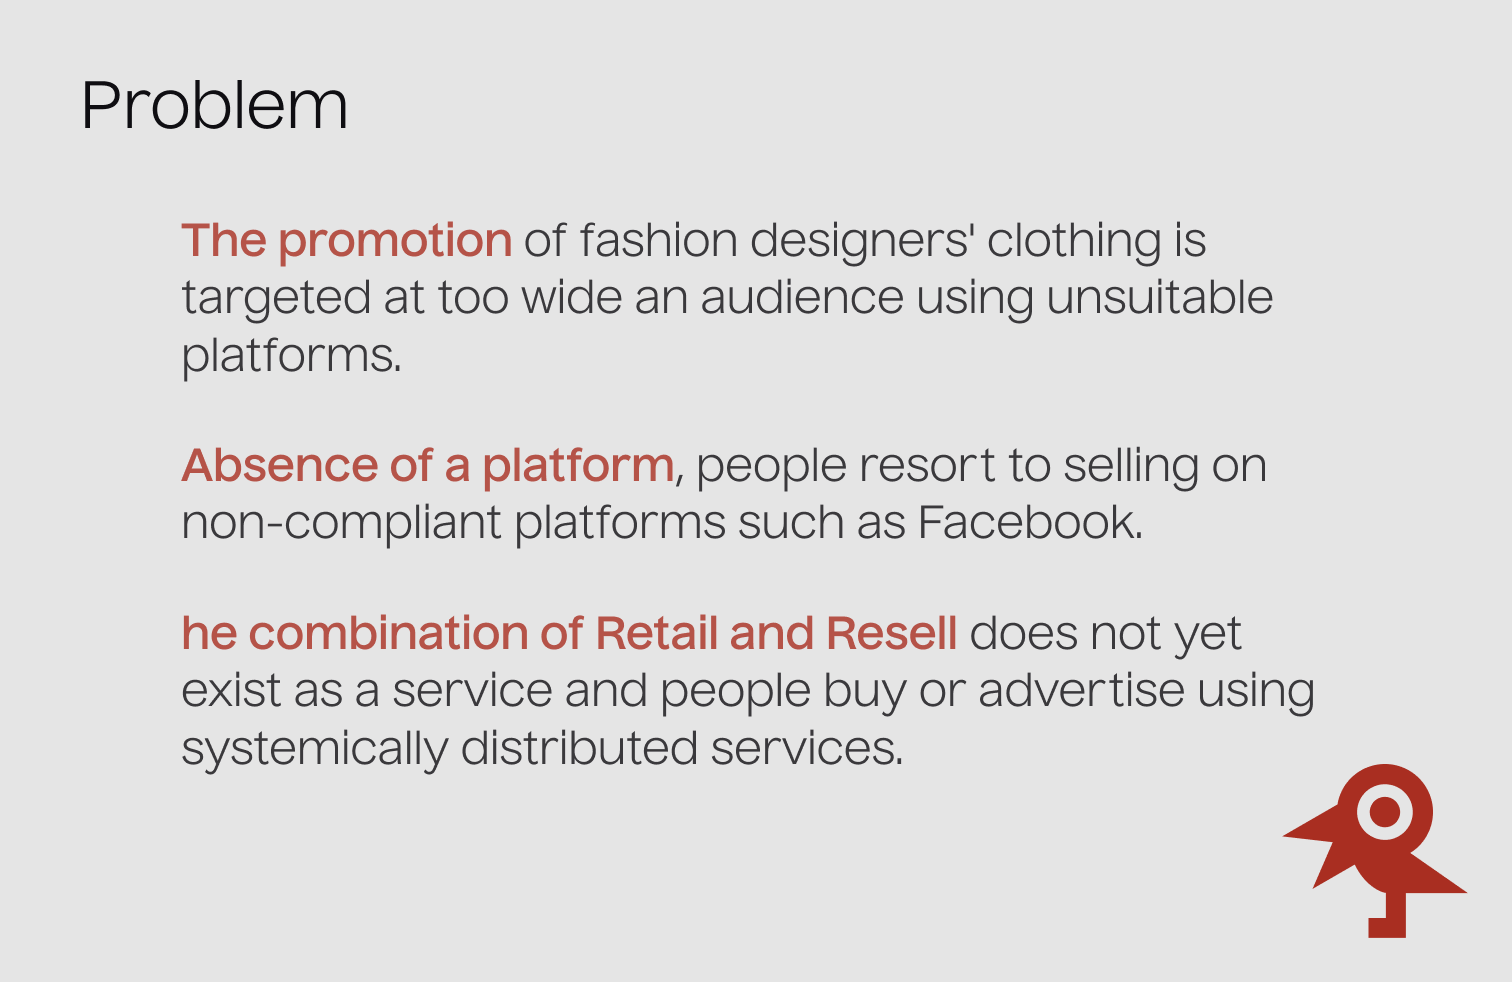 Problem
The promotion of fashion designers' clothing is
targeted at too wide an audience using unsuitable
platforms.
Absence of a platform, people resort to selling on
non-compliant platforms such as Facebook.
he combination of Retail and Resell does not yet
exist as a service and people buy or advertise using
systemically distributed services.